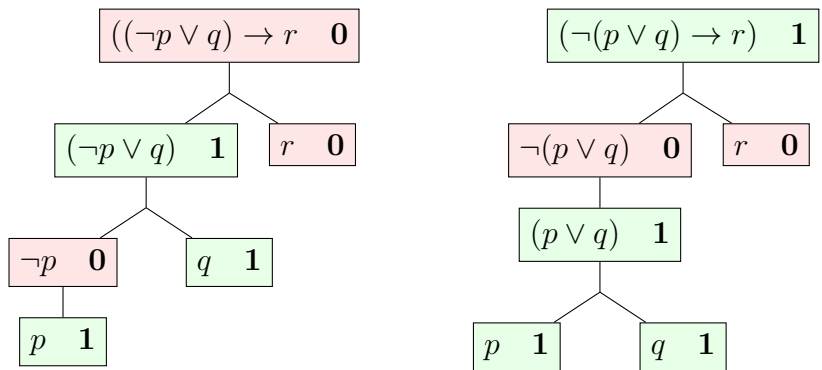 ((¬p ∨ q) → r 0
(¬p ∨ q) 1
r 0
¬p 0
q 1
p 1
(¬(p ∨ q) → r) 1
¬(p ∨ q) 0
r 0
(p ∨ q) 1
p 1
q 1